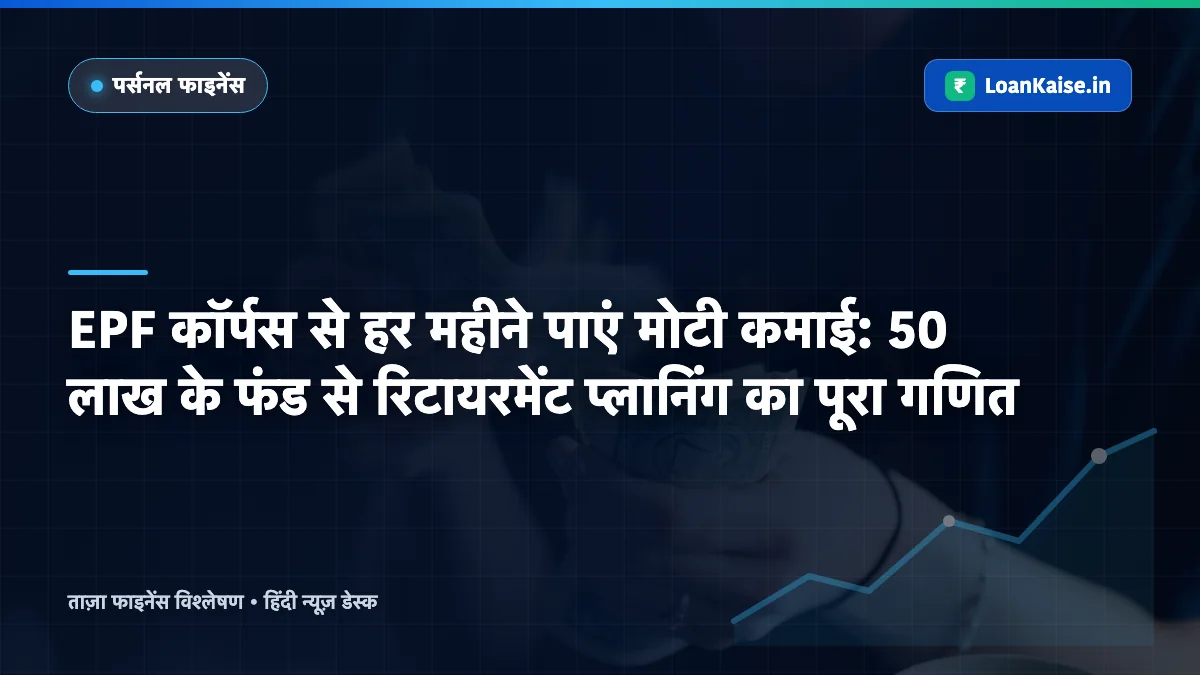 पर्सनल फाइनेंस
₹ LoanKaise.in
EPF कॉर्पस से हर महीने पाएं मोटी कमाई: 50
लाख के फंड से रिटायरमेंट प्लानिंग का पूरा गणित
ताज़ा फाइनेंस विश्लेषण • हिंदी न्यूज़ डेस्क